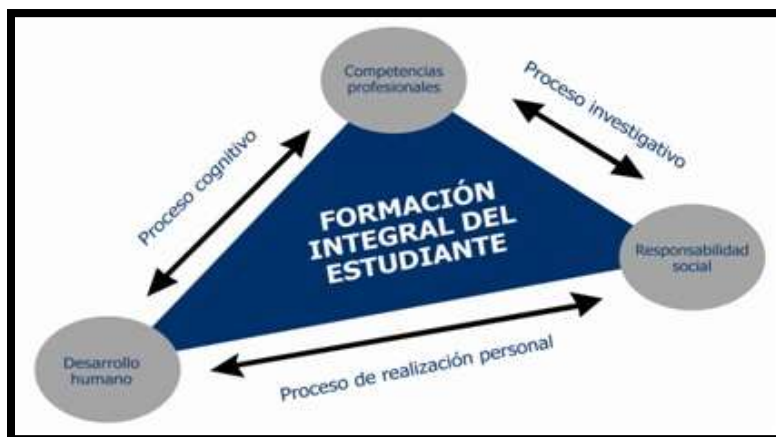 Competencias
profesionales
Proceso investigativo
Proceso cognitivo
FORMACIÓN
INTEGRAL DEL
ESTUDIANTE
Responsabilidad
social
Desarrollo
humano
Proceso de realización personal